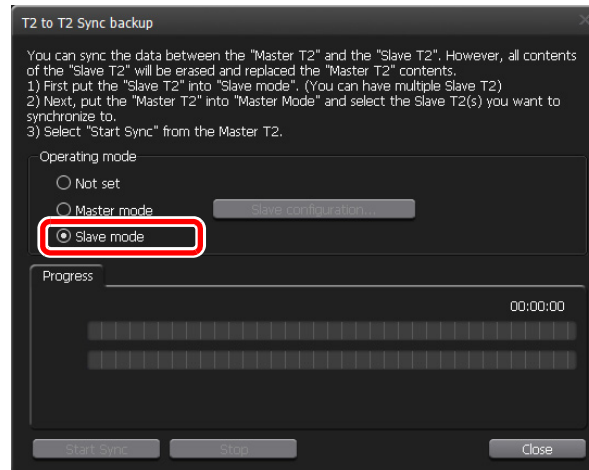 T2 to T2 Sync backup
You can sync the data between the "Master T2" and the "Slave T2". However, all contents
of the "Slave T2" will be erased and replaced the "Master T2" contents.
1) First put the "Slave T2" into "Slave mode". (You can have multiple Slave T2)
2) Next, put the "Master T2" into "Master Mode" and select the Slave T2(s) you want to
synchronize to.
3) Select "Start Sync" from the Master T2.
Operating mode
Not set
Master mode
Slave configuration...
Slave mode
Progress
00:00:00
Start Sync
Stop
Close